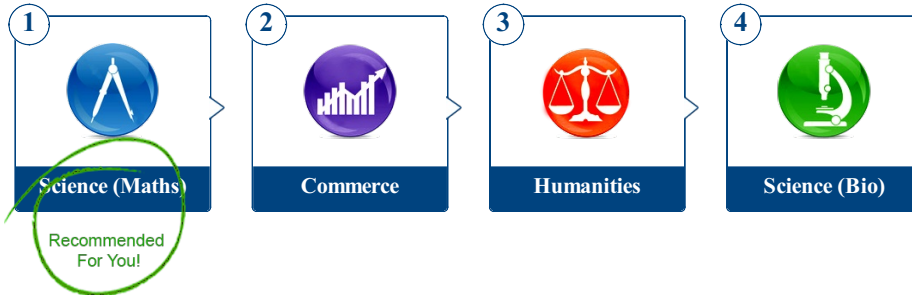 1
2
3
4
Science (Maths)
Commerce
Humanities
Science (Bio)
Recommended
For You!